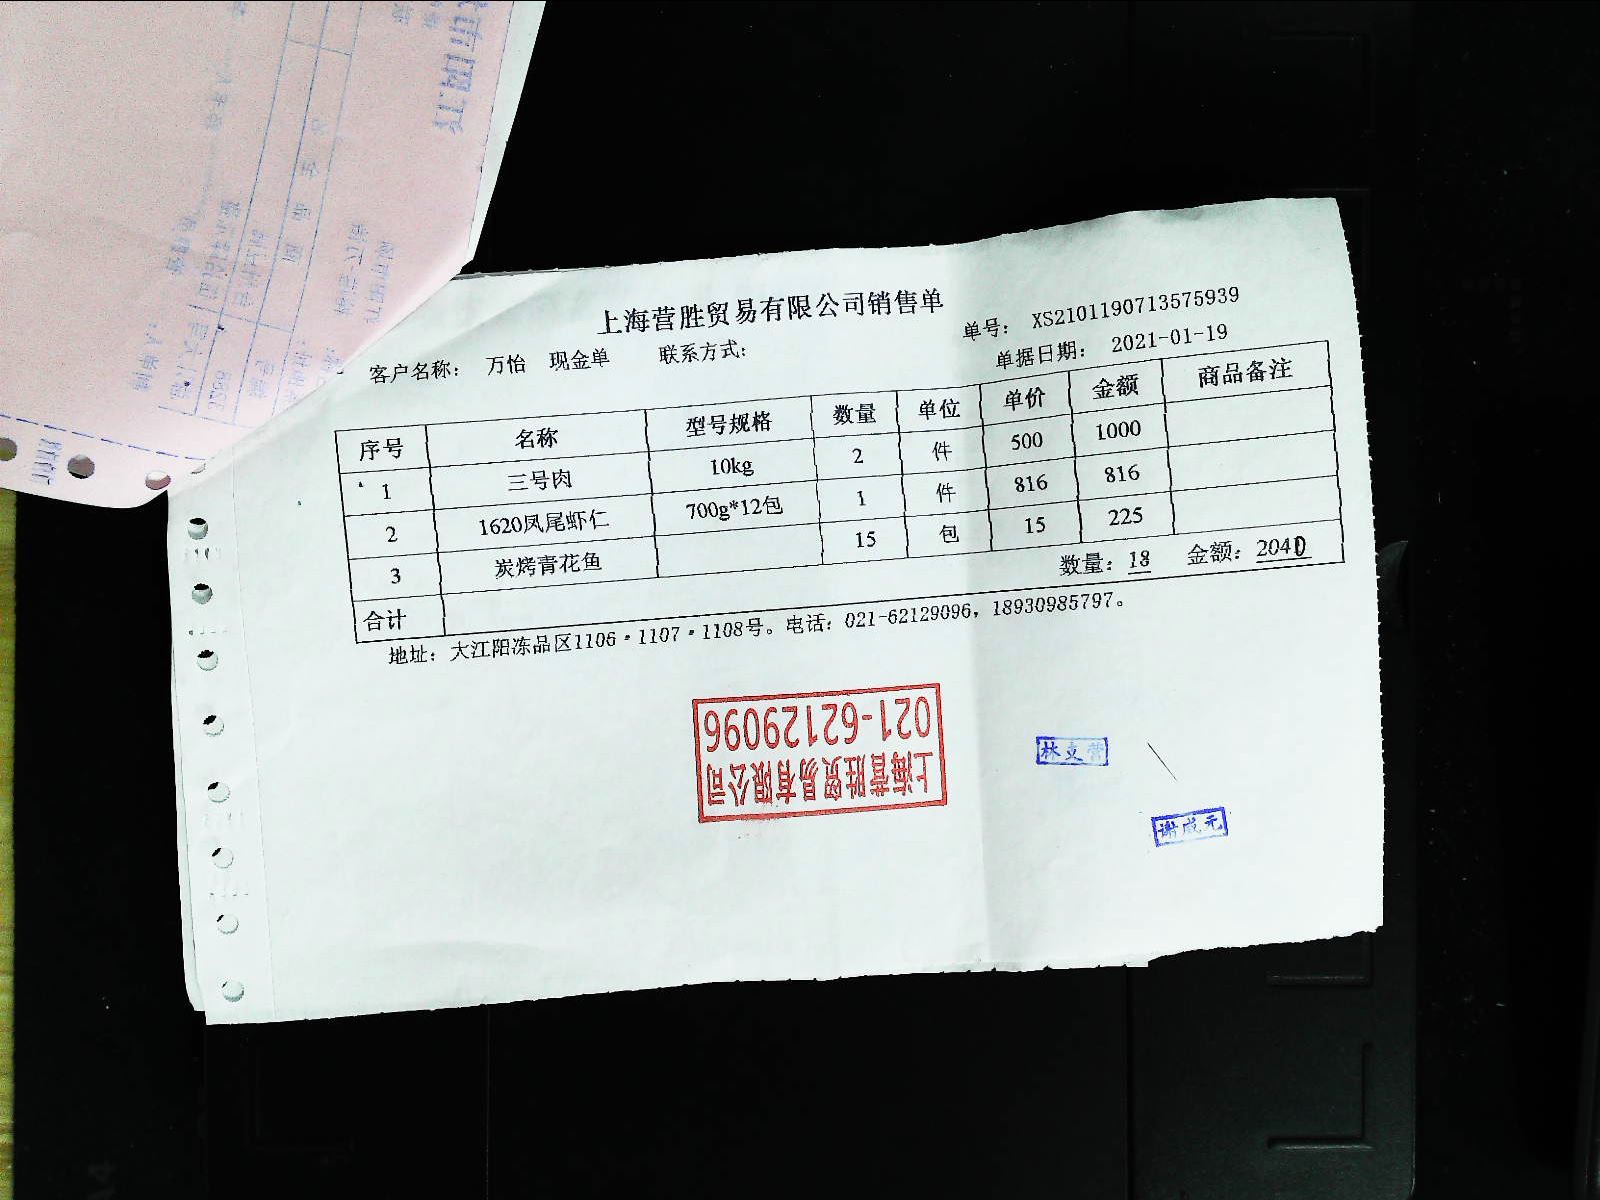 上海营胜贸易有限公司销售单
单号: XS2101190713575939
客户名称: 万怡 现金单 联系方式:
单据日期: 2021-01-19
序号 名称 型号规格 数量 单位 单价 金额 商品备注
1 三号肉 10kg 2 件 500 1000
2 1620凤尾虾仁 700g*12包 1 件 816 816
3 炭烤青花鱼 15 包 15 225
合计 数量: 18 金额: 2040
地址: 大江阳冻品区1106·1107·1108号。电话: 021-62129096, 18930985797。
上海营胜贸易有限公司
021-62129096
林立营
谢成元